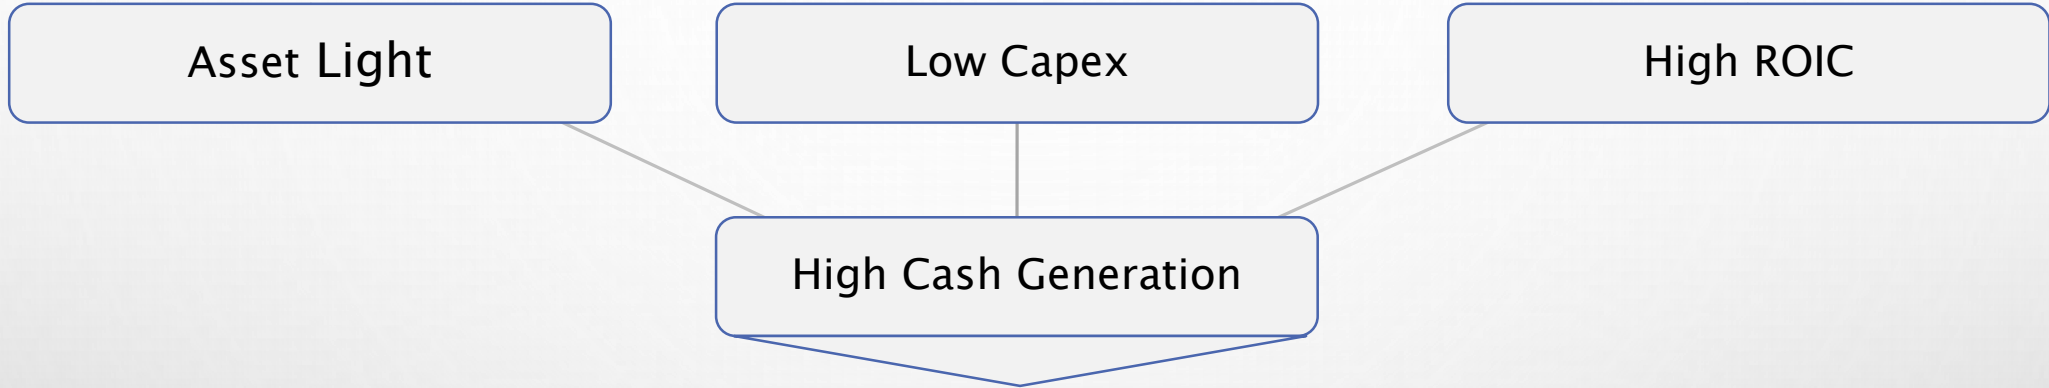 Asset Light
Low Capex
High ROIC
High Cash Generation